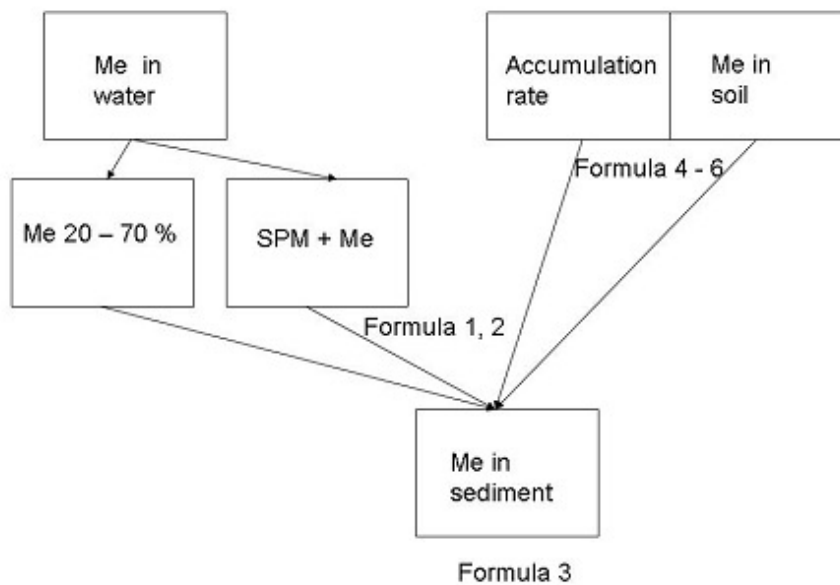 Me in
water
Accumulation
rate
Me in
soil
Formula 4 - 6
Me 20 – 70 %
SPM + Me
Formula 1, 2
Me in
sediment
Formula 3